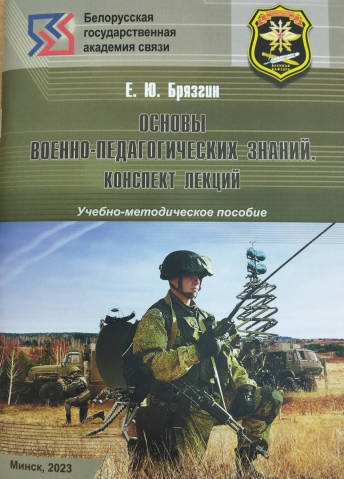 Белорусская
государственная
академия связи
Е. Ю. Брязгин
ОСНОВЫ
ВОЕННО-ПЕДАГОГИЧЕСКИХ ЗНАНИЙ.
КОНСПЕКТ ЛЕКЦИЙ
Учебно-методическое пособие
Минск, 2023